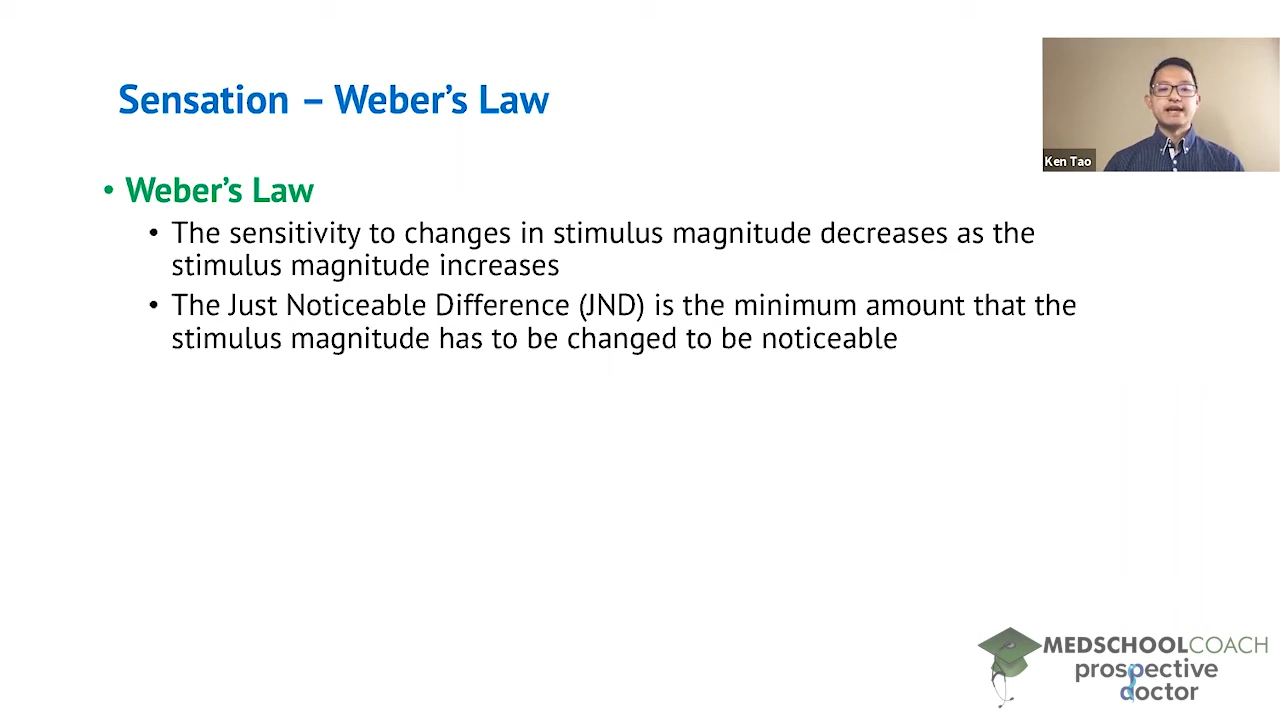 Sensation – Weber's Law
Ken Tao
• Weber's Law
• The sensitivity to changes in stimulus magnitude decreases as the
stimulus magnitude increases
• The Just Noticeable Difference (JND) is the minimum amount that the
stimulus magnitude has to be changed to be noticeable
MEDSCHOOLCOACH
prospective
doctor